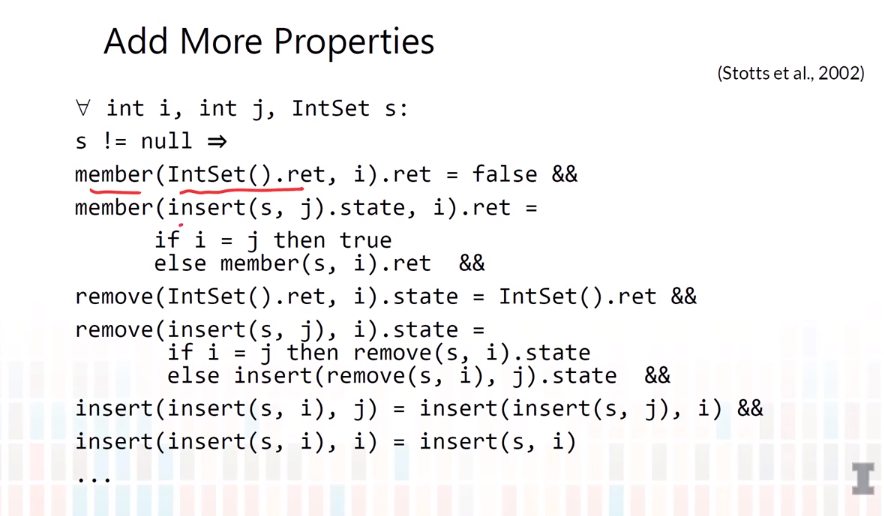 Add More Properties
(Stotts et al., 2002)
∀ int i, int j, IntSet s:
s != null ⇒
member(IntSet().ret, i).ret = false &&
member(insert(s, j).state, i).ret =
if i = j then true
else member(s, i).ret &&
remove(IntSet().ret, i).state = IntSet().ret &&
remove(insert(s, j), i).state =
if i = j then remove(s, i).state
else insert(remove(s, i), j).state &&
insert(insert(s, i), j) = insert(insert(s, j), i) &&
insert(insert(s, i), i) = insert(s, i)
...
I